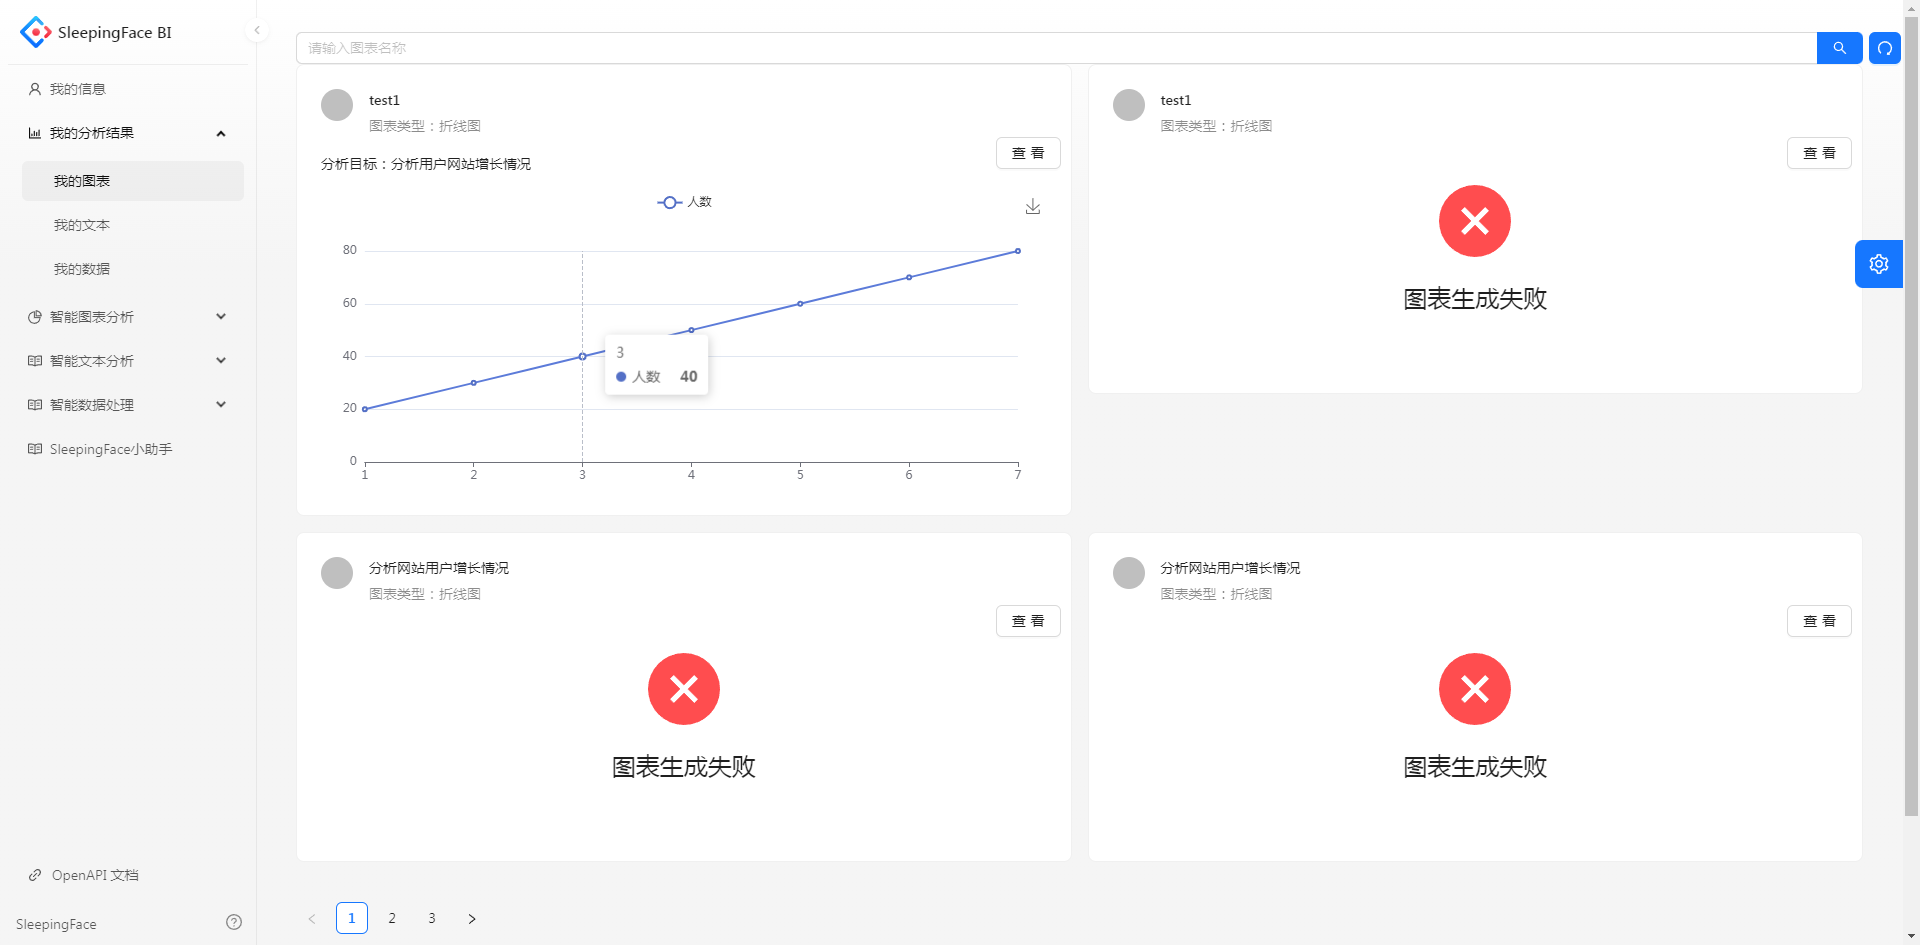 SleepingFace BI
我的信息
我的分析结果
我的图表
我的文本
我的数据
智能图表分析
智能文本分析
智能数据处理
SleepingFace小助手
OpenAPI 文档
SleepingFace
请输入图表名称
test1
图表类型：折线图
查 看
分析目标：分析用户网站增长情况
人数
80
60
40
20
0
1 2 3 4 5 6 7
3
人数 40
test1
图表类型：折线图
查 看
图表生成失败
分析网站用户增长情况
图表类型：折线图
查 看
图表生成失败
分析网站用户增长情况
图表类型：折线图
查 看
图表生成失败
1 2 3